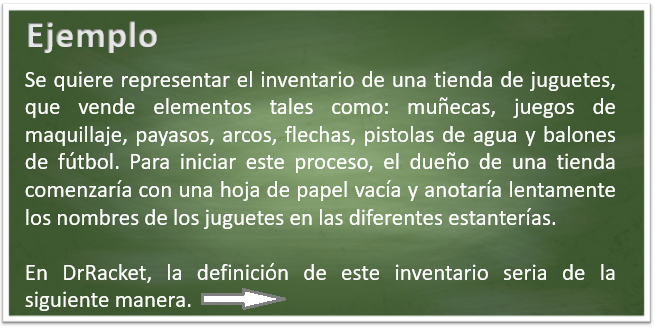 Ejemplo
Se quiere representar el inventario de una tienda de juguetes,
que vende elementos tales como: muñecas, juegos de
maquillaje, payasos, arcos, flechas, pistolas de agua y balones
de fútbol. Para iniciar este proceso, el dueño de una tienda
comenzaría con una hoja de papel vacía y anotaría lentamente
los nombres de los juguetes en las diferentes estanterías.
En DrRacket, la definición de este inventario seria de la
siguiente manera.